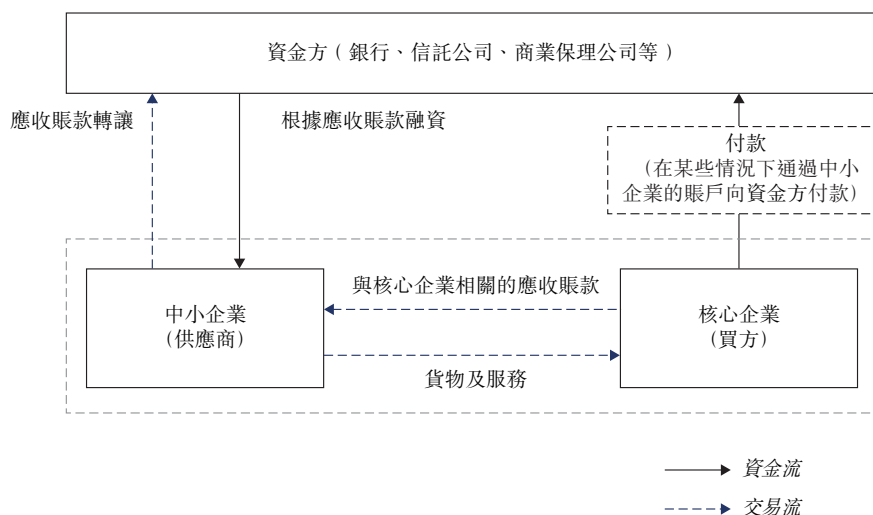 資金方（銀行、信託公司、商業保理公司等）
應收賬款轉讓
根據應收賬款融資
付款
（在某些情況下通過中小
企業的賬戶向資金方付款）
中小企業
（供應商）
與核心企業相關的應收賬款
核心企業
（買方）
貨物及服務
資金流
交易流